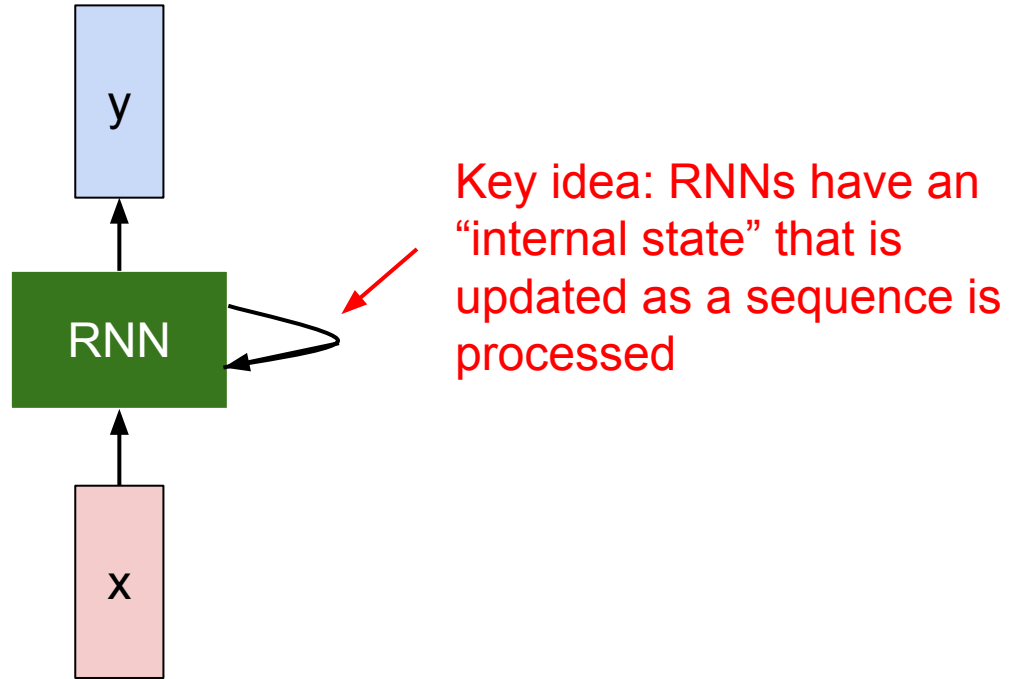 y
Key idea: RNNs have an
“internal state” that is
updated as a sequence is
processed
RNN
x